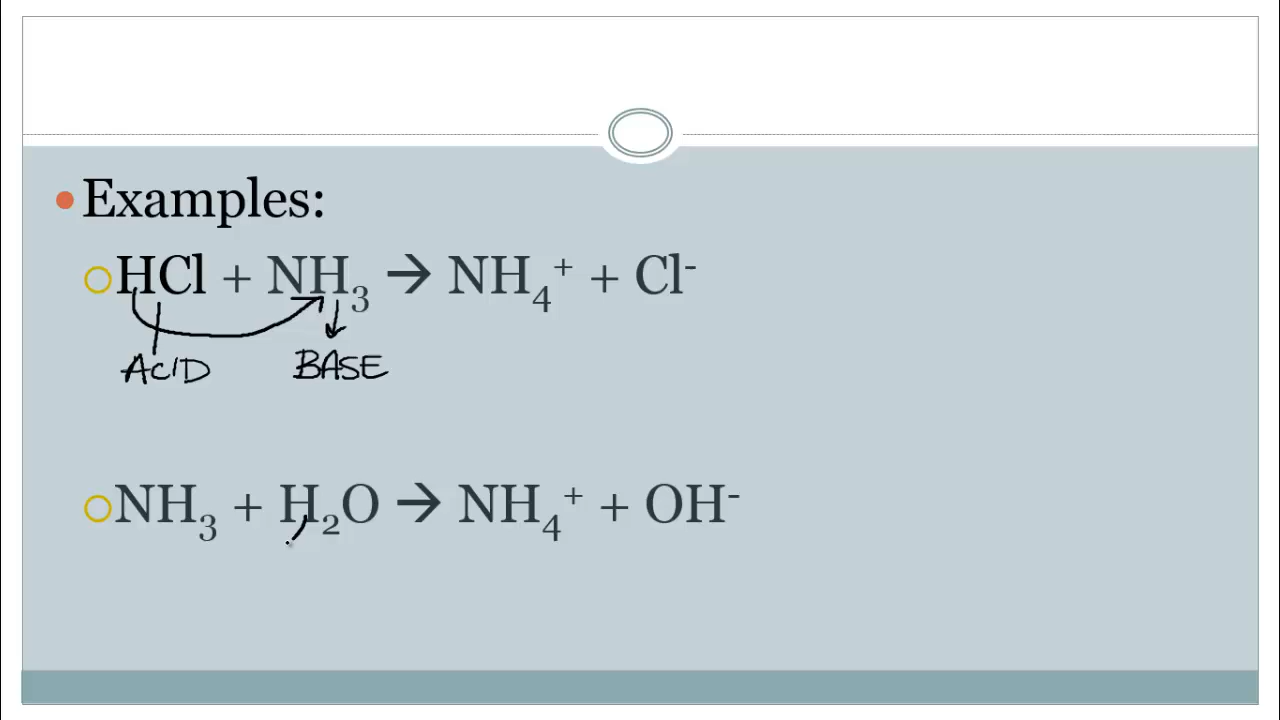 Examples:
HCl + NH₃ → NH₄⁺ + Cl⁻
ACID BASE
NH₃ + H₂O → NH₄⁺ + OH⁻